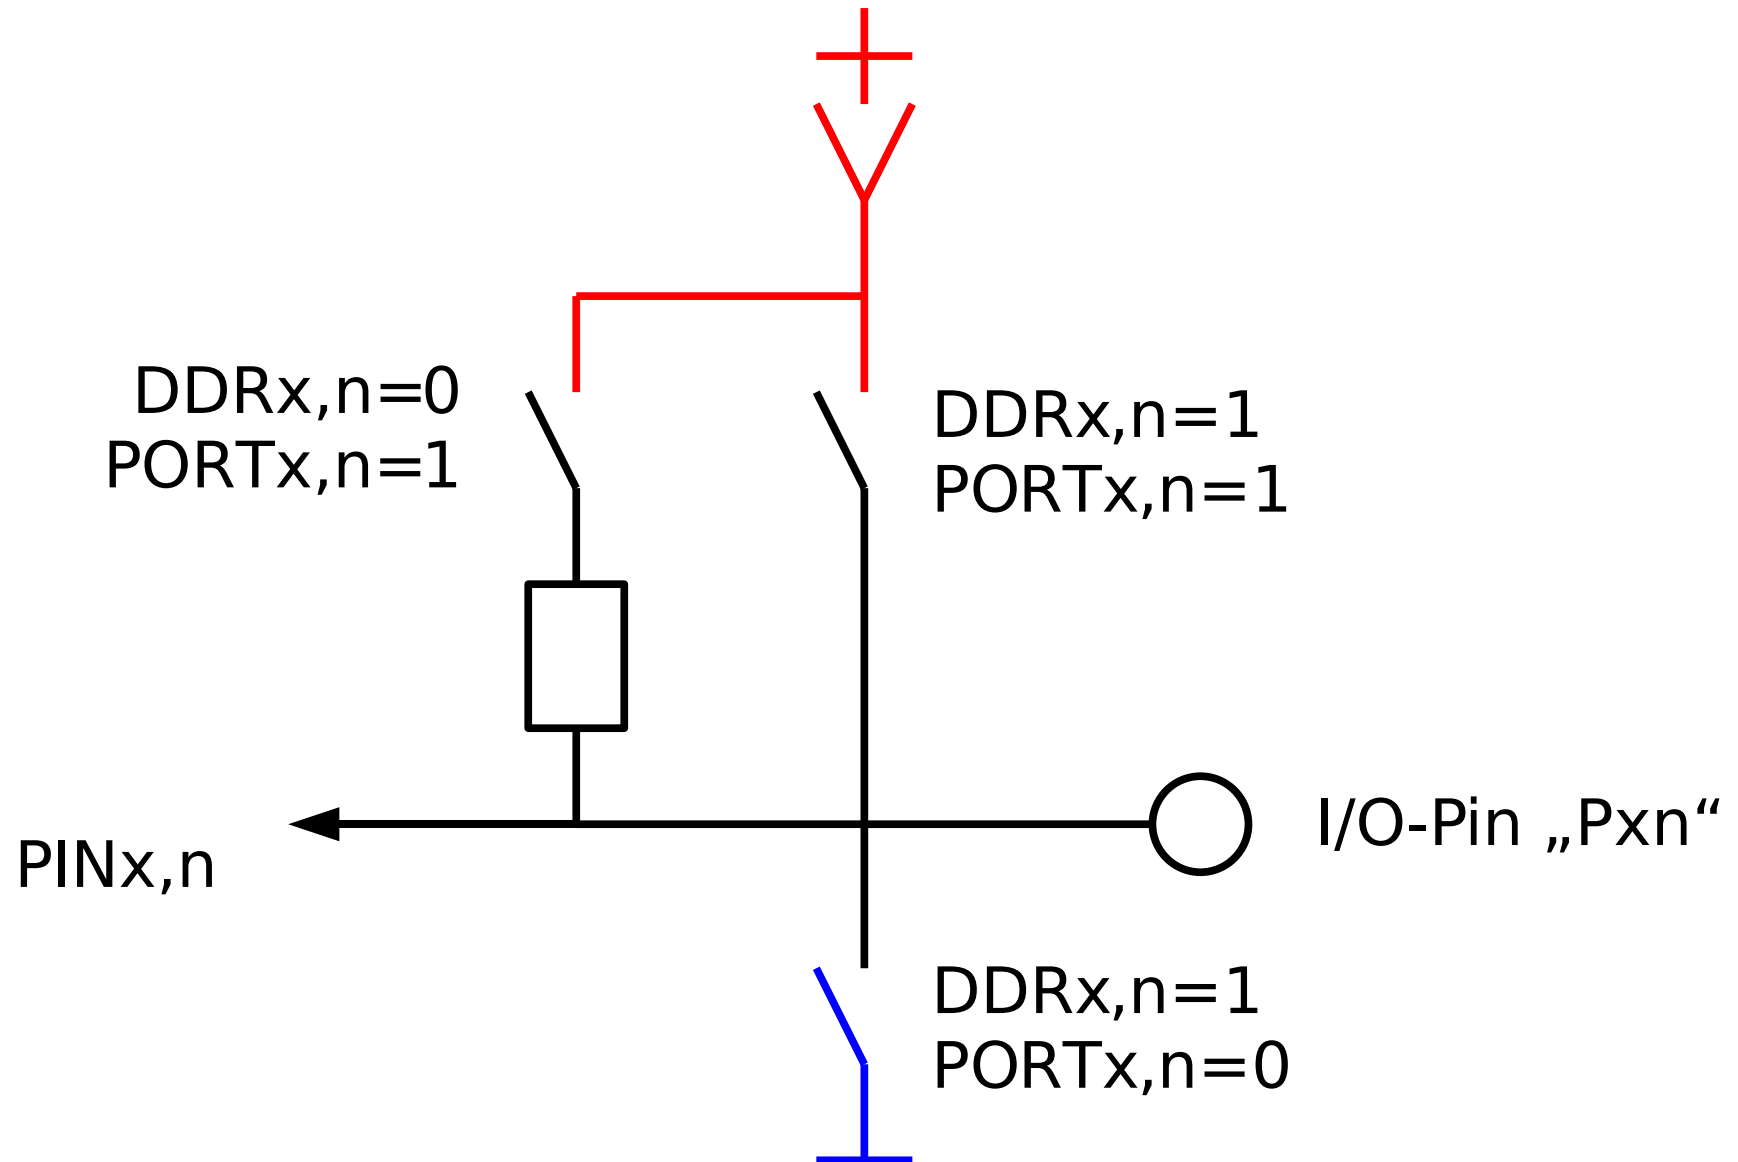 DDRx,n=0
PORTx,n=1
DDRx,n=1
PORTx,n=1
I/O-Pin „Pxn“
PINx,n
DDRx,n=1
PORTx,n=0